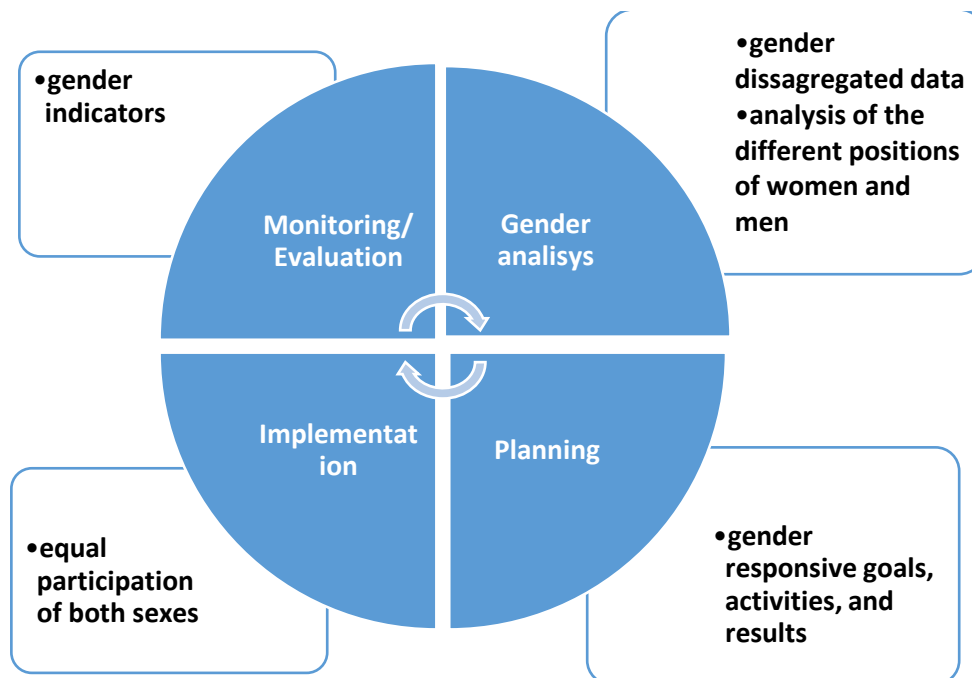 •gender
indicators
•gender
dissagregated data
•analysis of the
different positions
of women and
men
Monitoring/
Evaluation
Gender
analisys
Implementat
ion
Planning
•equal
participation
of both sexes
•gender
responsive goals,
activities, and
results